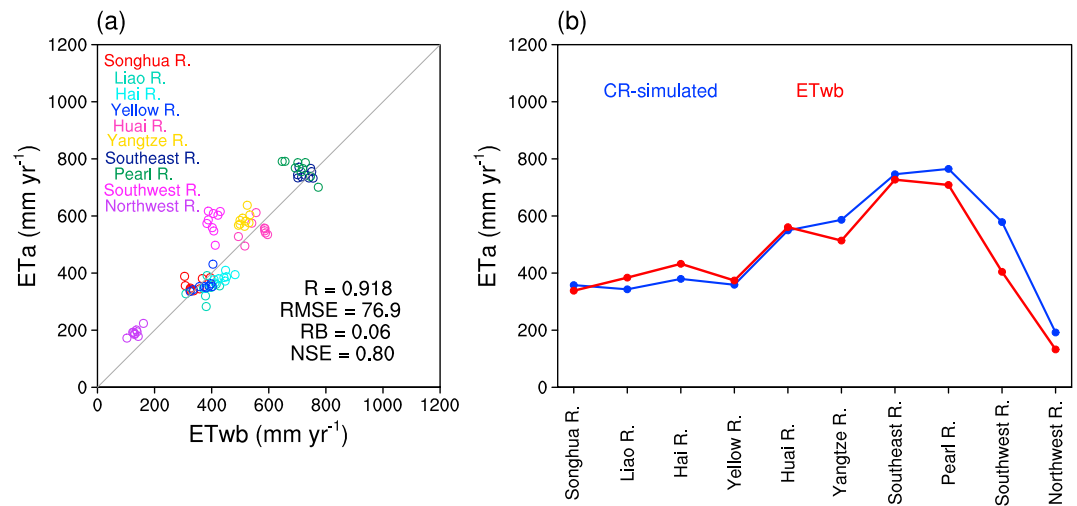 (a)
ETa (mm yr-1)
1200
1000
800
600
400
200
0
Songhua R.
Liao R.
Hai R.
Yellow R.
Huai R.
Yangtze R.
Southeast R.
Pearl R.
Southwest R.
Northwest R.
R = 0.918
RMSE = 76.9
RB = 0.06
NSE = 0.80
0 200 400 600 800 1000 1200
ETwb (mm yr-1)
(b)
ETa (mm yr-1)
1200
1000
800
600
400
200
0
CR-simulated ETwb
Songhua R.
Liao R.
Hai R.
Yellow R.
Huai R.
Yangtze R.
Southeast R.
Pearl R.
Southwest R.
Northwest R.